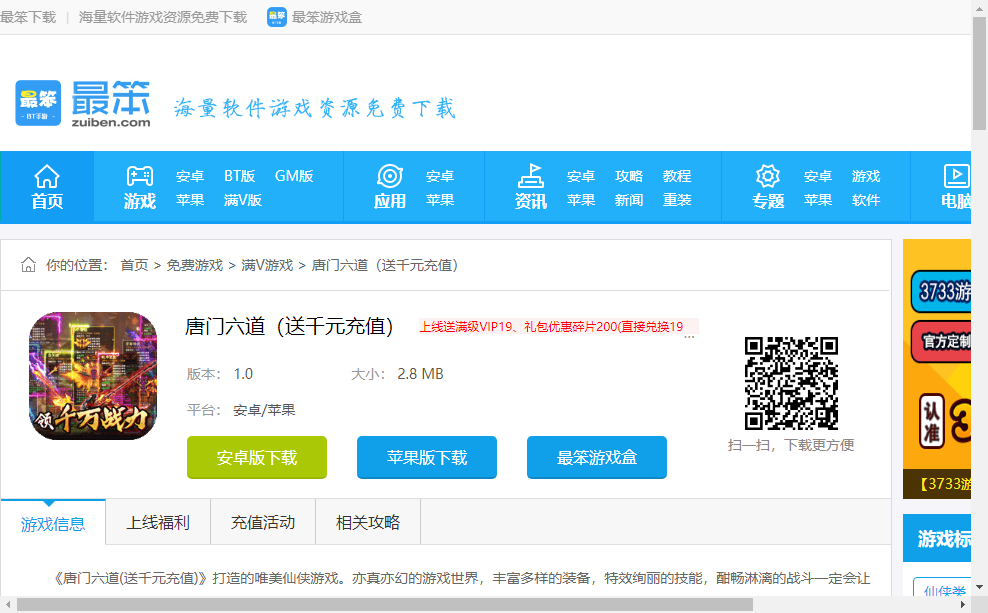 最笨下载 | 海量软件游戏资源免费下载 最笨 最笨游戏盒
最笨 -BT手游- 最笨 zuiben.com 海量软件游戏资源免费下载
首页 游戏 安卓 BT版 GM版 苹果 满V版 应用 安卓 苹果 资讯 安卓 攻略 教程 苹果 新闻 重装 专题 安卓 游戏 苹果 软件 电脑
你的位置： 首页 > 免费游戏 > 满V游戏 > 唐门六道（送千元充值）
唐门六道（送千元充值） 上线送满级VIP19、礼包优惠碎片200(直接兑换19...
版本： 1.0 大小： 2.8 MB
平台： 安卓/苹果
领千万战力
安卓版下载 苹果版下载 最笨游戏盒
扫一扫，下载更方便
3733游
官方定制
认准 3
【3733游
游戏信息 上线福利 充值活动 相关攻略
游戏标
《唐门六道(送千元充值)》打造的唯美仙侠游戏。亦真亦幻的游戏世界，丰富多样的装备，特效绚丽的技能，酣畅淋漓的战斗一定会让
仙侠类